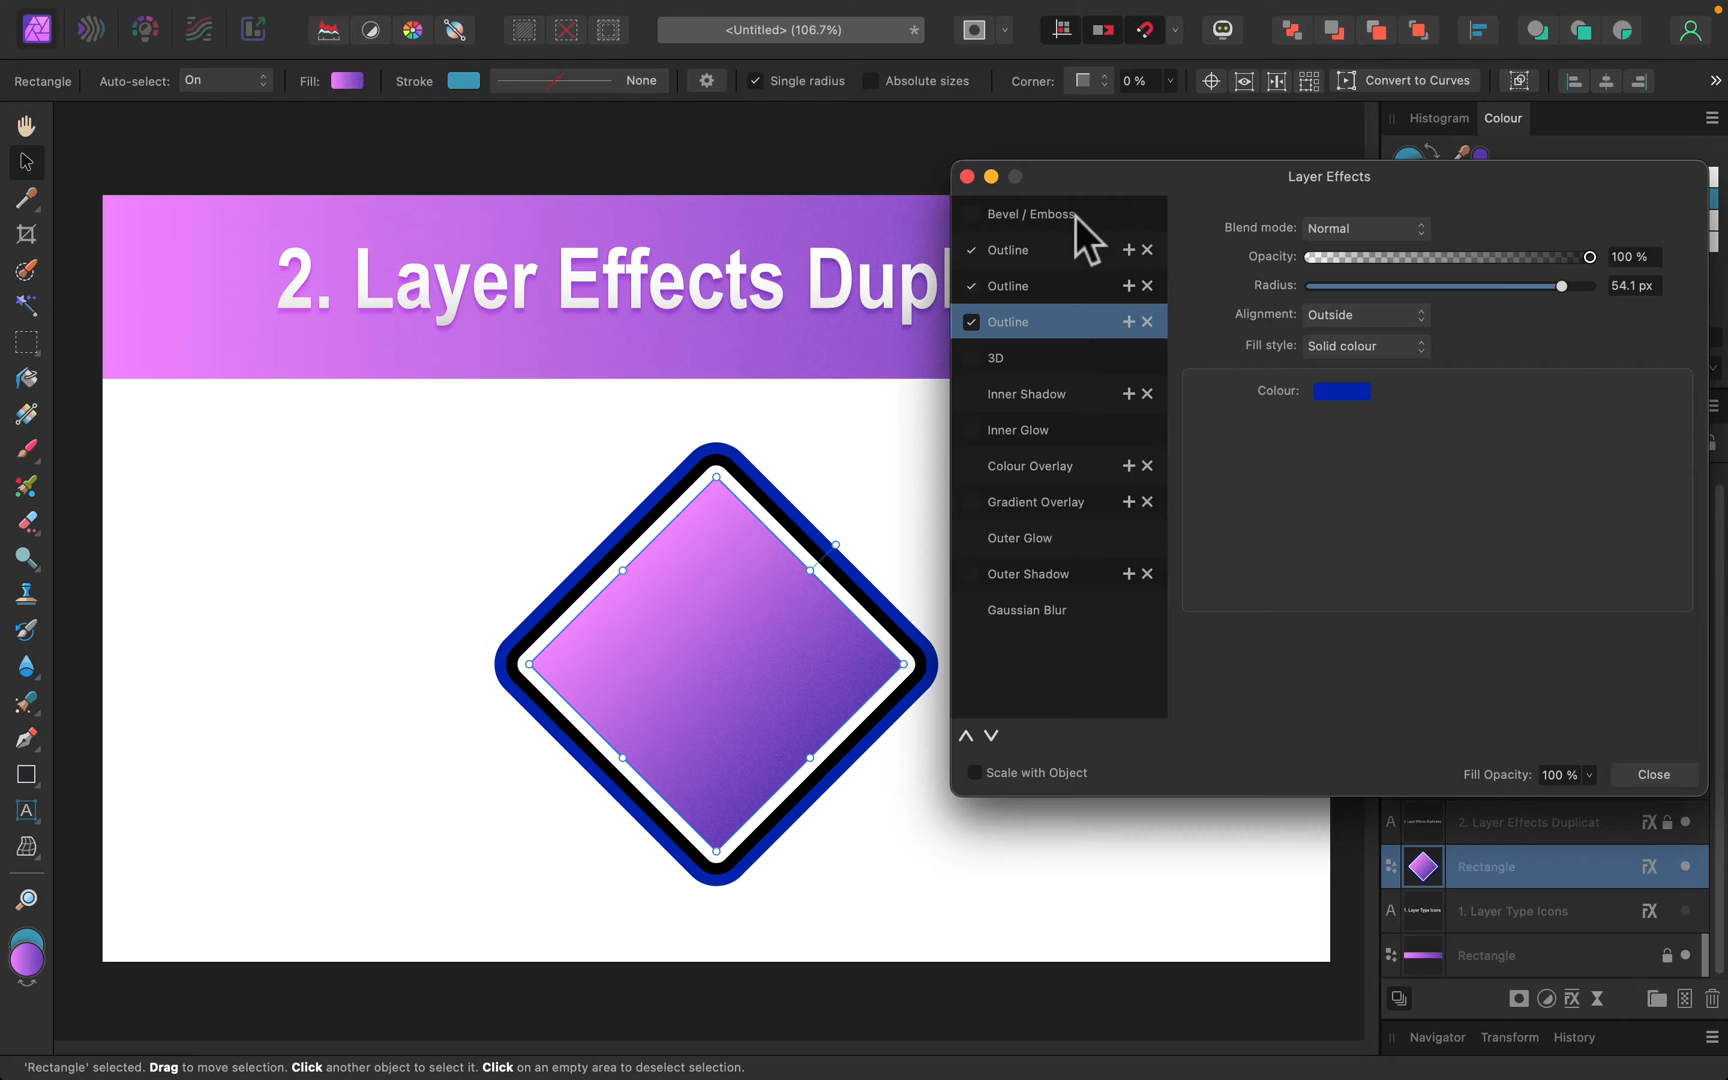 <Untitled> (106.7%)
*
Rectangle
Auto-select: On
Fill:
Stroke
None
Single radius
Absolute sizes
Corner:
0 %
Convert to Curves
Histogram
Colour
2. Layer Effects Dupl
Layer Effects
Bevel / Emboss
Outline
Outline
Outline
3D
Inner Shadow
Inner Glow
Colour Overlay
Gradient Overlay
Outer Glow
Outer Shadow
Gaussian Blur
Blend mode: Normal
Opacity: 100 %
Radius: 54.1 px
Alignment: Outside
Fill style: Solid colour
Colour:
Scale with Object
Fill Opacity: 100 %
Close
A 2. Layer Effects Duplicat
Rectangle
A 1. Layer Type Icons 1. Layer Type Icons
Rectangle
Navigator
Transform
History
'Rectangle' selected. Drag to move selection. Click another object to select it. Click on an empty area to deselect selection.